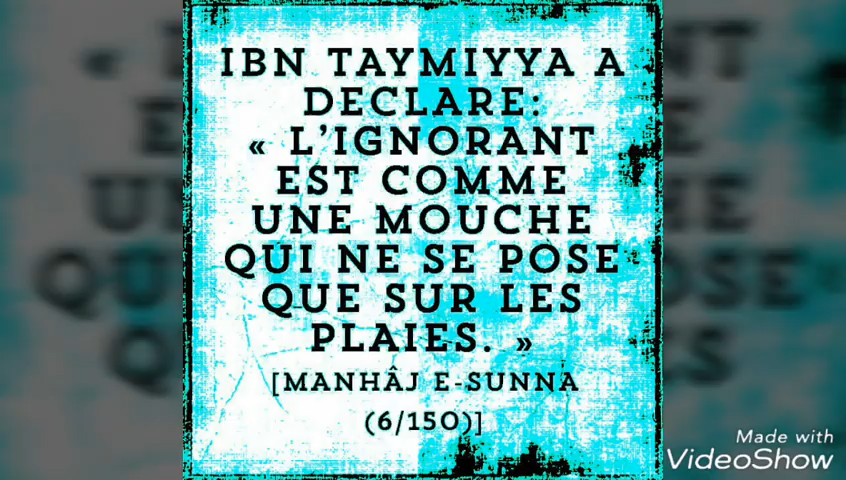 IBN TAYMIYYA A
DECLARE:
« L'IGNORANT
EST COMME
UNE MOUCHE
QUI NE SE POSE
QUE SUR LES
PLAIES. »
[MANHÂJ E-SUNNA
(6/150)]
Made with
VideoShow